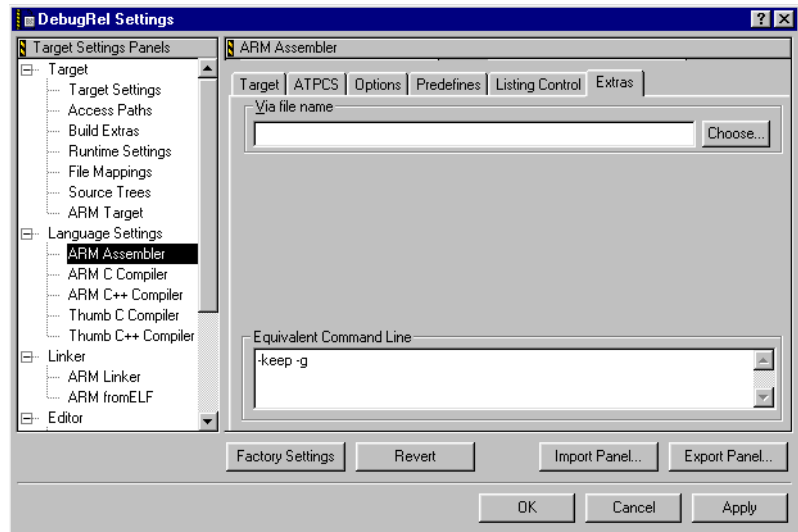 DebugRel Settings
Target Settings Panels
Target
Target Settings
Access Paths
Build Extras
Runtime Settings
File Mappings
Source Trees
ARM Target
Language Settings
ARM Assembler
ARM C Compiler
ARM C++ Compiler
Thumb C Compiler
Thumb C++ Compiler
Linker
ARM Linker
ARM fromELF
Editor
ARM Assembler
Target ATPCS Options Predefines Listing Control Extras
Via file name
Choose...
Equivalent Command Line
-keep -g
Factory Settings Revert Import Panel... Export Panel...
OK Cancel Apply